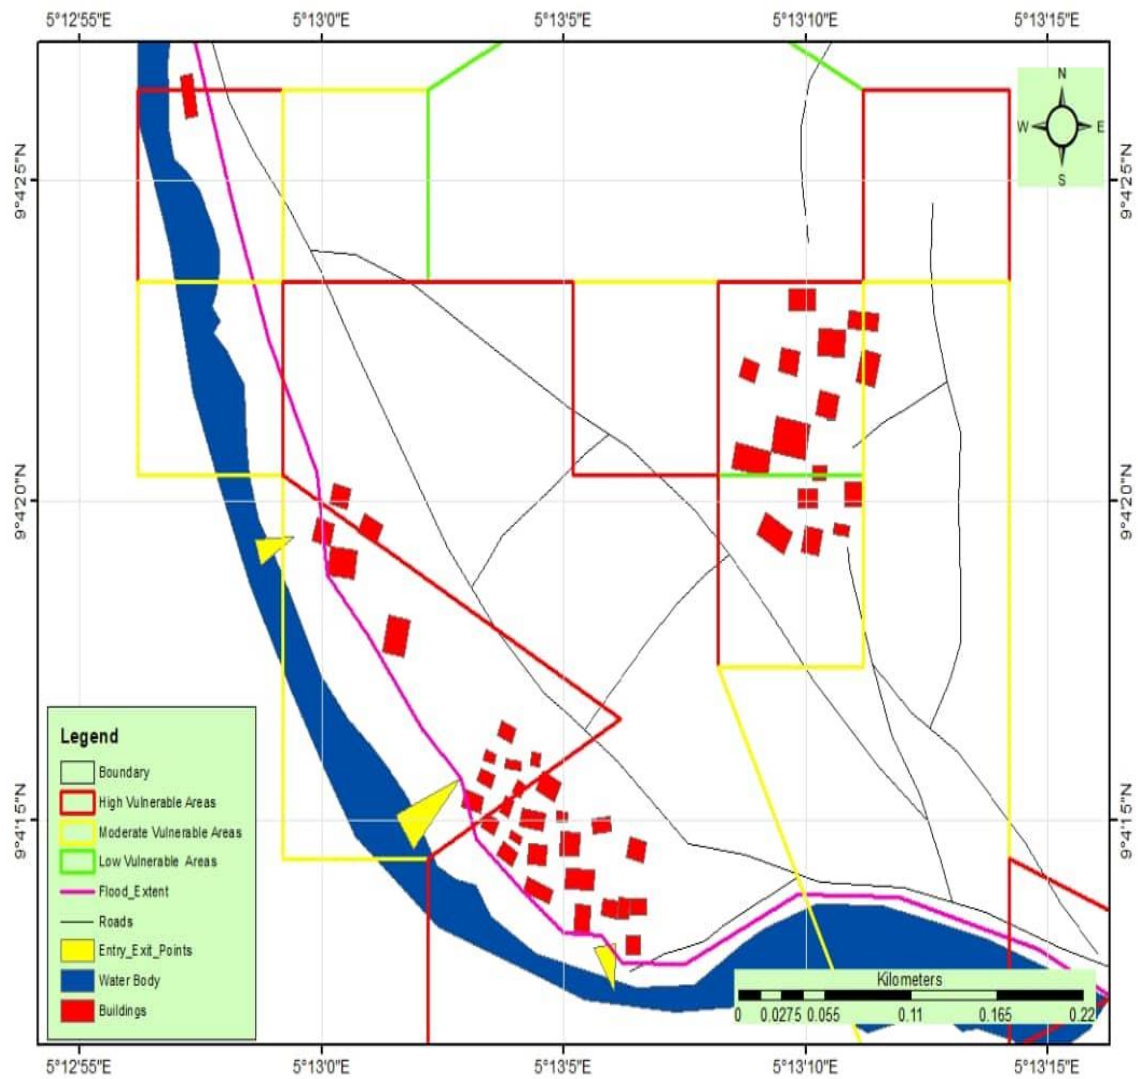 5°12'55"E 5°13'0"E 5°13'5"E 5°13'10"E 5°13'15"E
N
W E
S
9°4'25"N 9°4'25"N
9°4'20"N 9°4'20"N
9°4'15"N 9°4'15"N
Legend
Boundary
High Vulnerable Areas
Moderate Vulnerable Areas
Low Vulnerable Areas
Flood_Extent
Roads
Entry_Exit_Points
Water Body
Buildings
Kilometers
0 0.0275 0.055 0.11 0.165 0.22
5°12'55"E 5°13'0"E 5°13'5"E 5°13'10"E 5°13'15"E